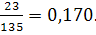 23/135 = 0,170.